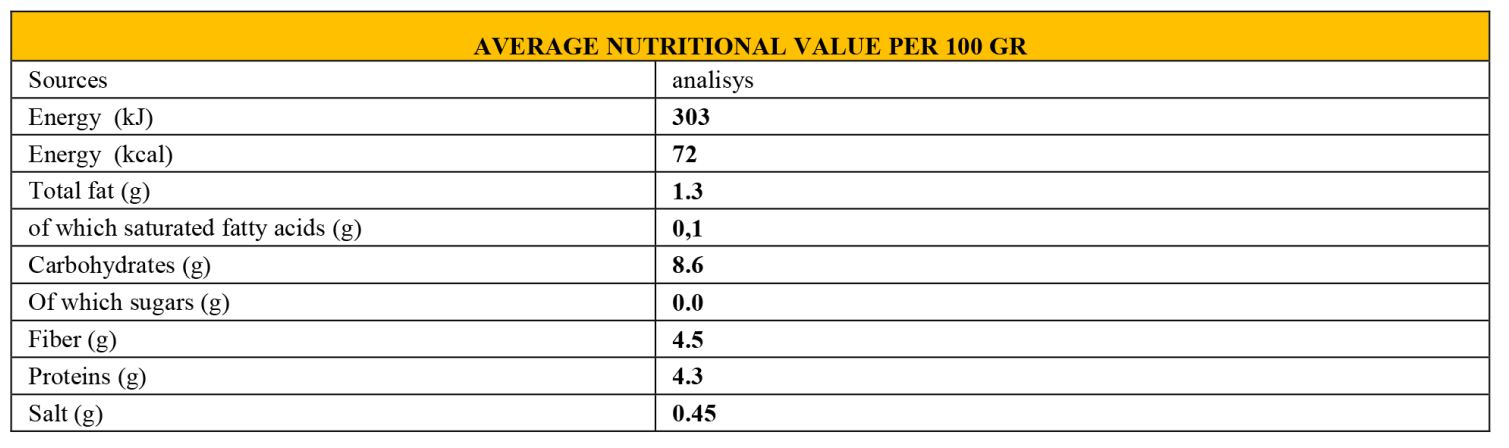 AVERAGE NUTRITIONAL VALUE PER 100 GR
Sources analisys
Energy  (kJ) 303
Energy  (kcal) 72
Total fat (g) 1.3
of which saturated fatty acids (g) 0,1
Carbohydrates (g) 8.6
Of which sugars (g) 0.0
Fiber (g) 4.5
Proteins (g) 4.3
Salt (g) 0.45